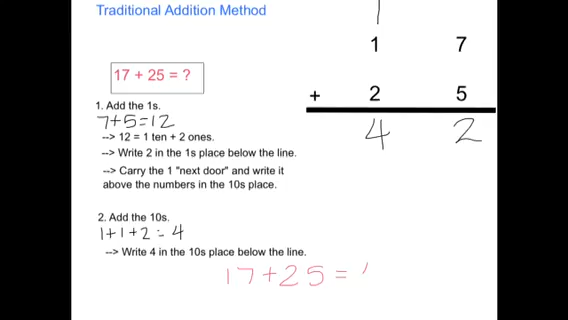 Traditional Addition Method
17 + 25 = ?
1. Add the 1s.
7+5=12
--> 12 = 1 ten + 2 ones.
--> Write 2 in the 1s place below the line.
--> Carry the 1 "next door" and write it
above the numbers in the 10s place.
2. Add the 10s.
1+1+2=4
--> Write 4 in the 10s place below the line.
17+25=
1
1 7
+ 2 5
4 2